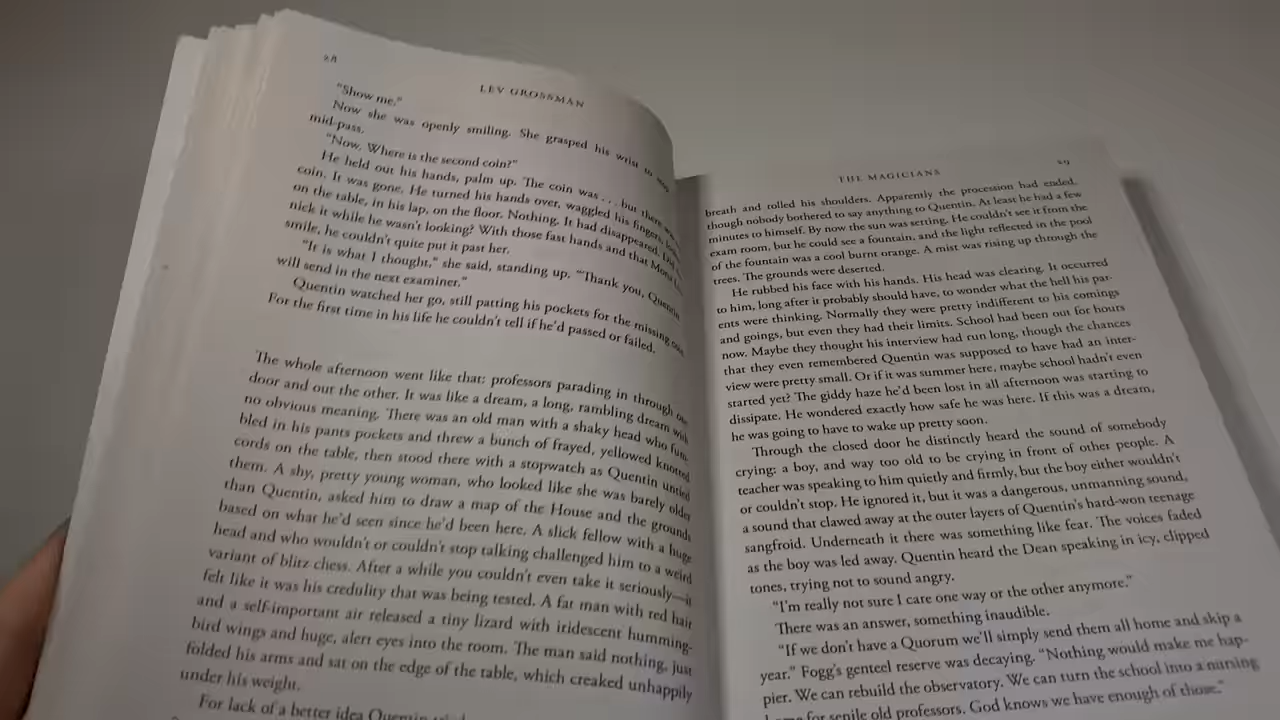 28
LEV GROSSMAN
"Show me."
Now she was openly smiling. She grasped his wrist to stop
mid-pass.
"Now. Where is the second coin?"
He held out his hands, palm up. The coin was . . . but there was
coin. It was gone. He turned his hands over, waggled his fingers,
on the table, in his lap, on the floor. Nothing. It had disappeared. Did
nick it while he wasn't looking? With those fast hands and that Mona
smile, he couldn't quite put it past her.
"It is what I thought," she said, standing up. "Thank you, Quentin
will send in the next examiner."
Quentin watched her go, still patting his pockets for the missing
For the first time in his life he couldn't tell if he'd passed or failed.
The whole afternoon went like that: professors parading in through one
door and out the other. It was like a dream, a long, rambling dream with
no obvious meaning. There was an old man with a shaky head who fum-
bled in his pants pockets and threw a bunch of frayed, yellowed knotted
cords on the table, then stood there with a stopwatch as Quentin untied
them. A shy, pretty young woman, who looked like she was barely older
than Quentin, asked him to draw a map of the House and the grounds
based on what he'd seen since he'd been here. A slick fellow with a huge
head and who wouldn't or couldn't stop talking challenged him to a weird
variant of blitz chess. After a while you couldn't even take it seriously—it
felt like it was his credulity that was being tested. A fat man with red hair
and a self-important air released a tiny lizard with iridescent humming-
bird wings and huge, alert eyes into the room. The man said nothing, just
folded his arms and sat on the edge of the table, which creaked unhappily
under his weight.
For lack of a better idea Quentin
THE MAGICIANS
29
breath and rolled his shoulders. Apparently the procession had ended,
though nobody bothered to say anything to Quentin. At least he had a few
minutes to himself. By now the sun was setting. He couldn't see it from the
exam room, but he could see a fountain, and the light reflected in the pool
of the fountain was a cool burnt orange. A mist was rising up through the
trees. The grounds were deserted.
He rubbed his face with his hands. His head was clearing. It occurred
to him, long after it probably should have, to wonder what the hell his par-
ents were thinking. Normally they were pretty indifferent to his comings
and goings, but even they had their limits. School had been out for hours
now. Maybe they thought his interview had run long, though the chances
that they even remembered Quentin was supposed to have had an inter-
view were pretty small. Or if it was summer here, maybe school hadn't even
started yet? The giddy haze he'd been lost in all afternoon was starting to
dissipate. He wondered exactly how safe he was here. If this was a dream,
he was going to have to wake up pretty soon.
Through the closed door he distinctly heard the sound of somebody
crying: a boy, and way too old to be crying in front of other people. A
teacher was speaking to him quietly and firmly, but the boy either wouldn't
or couldn't stop. He ignored it, but it was a dangerous, unmanning sound,
a sound that clawed away at the outer layers of Quentin's hard-won teenage
sangfroid. Underneath it there was something like fear. The voices faded
as the boy was led away. Quentin heard the Dean speaking in icy, clipped
tones, trying not to sound angry.
"I'm really not sure I care one way or the other anymore."
There was an answer, something inaudible.
"If we don't have a Quorum we'll simply send them all home and skip a
year." Fogg's genteel reserve was decaying. "Nothing would make me hap-
pier. We can rebuild the observatory. We can turn the school into a nursing
home for senile old professors. God knows we have enough of those."